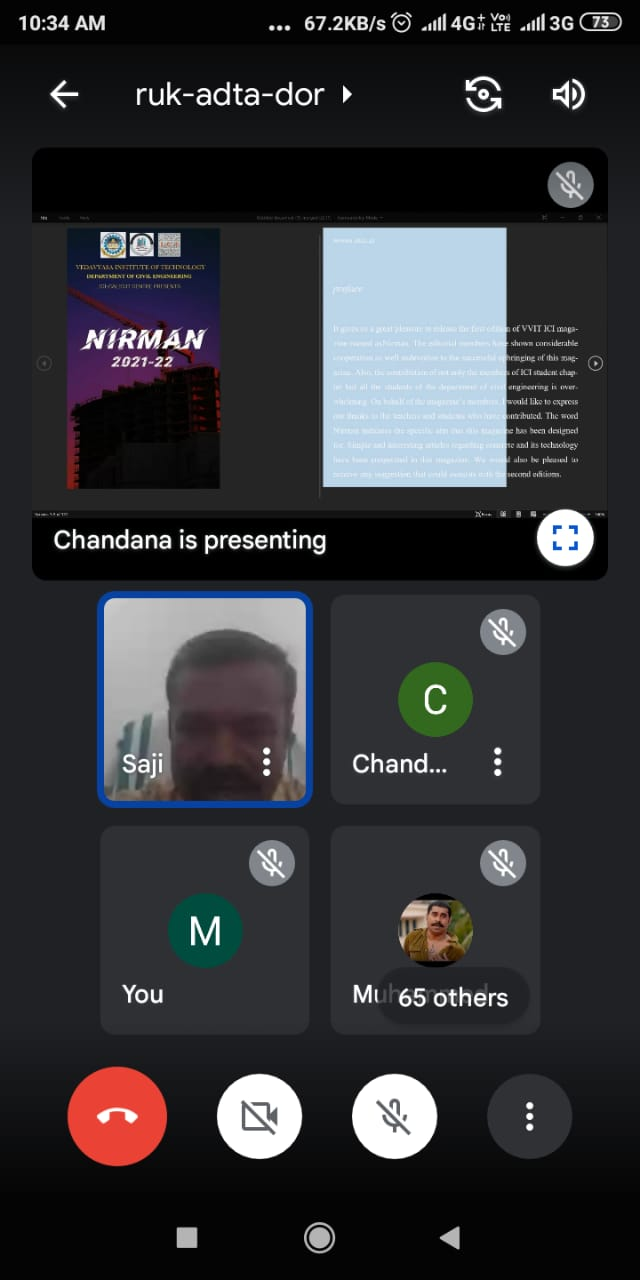 10:34 AM
... 67.2KB/s 4G+ Vo) LTE 3G 73
ruk-adta-dor
VEDAVYASA INSTITUTE OF TECHNOLOGY
DEPARTMENT OF CIVIL ENGINEERING
NIRMAN
2021-22
preface
It gives us a great pleasure to release the first edition of VVIT ICI maga-
zine named as Nirman. The editorial members have shown considerable
cooperation as well dedication to the successful upbringing of this mag-
azine. Also, the contribution of not only the members of ICI student chap-
ter but all the students of the department of civil engineering is over-
whelming. On behalf of the magazine's members, I would like to express
our thanks to the teachers and students who have contributed. The word
Nirman indicates the specific aim that this magazine has been designed
for. Simple and interesting articles regarding concrete and its technology
have been in this magazine. We would also be pleased to
receive any suggestion that could with the second editions.
Chandana is presenting
Saji
C
Chand...
M
You
Muhammed
65 others